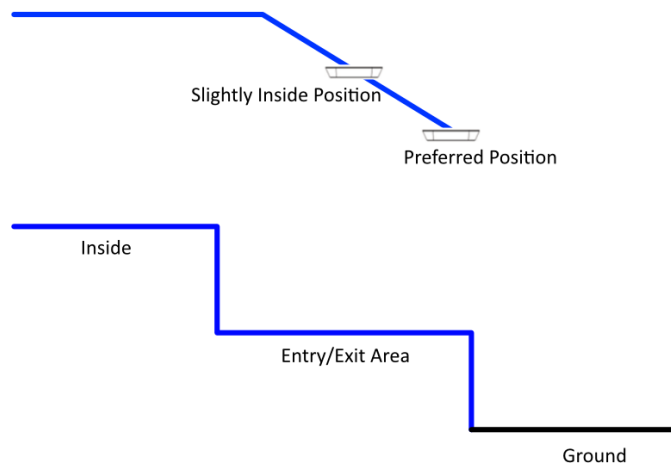 Slightly Inside Position
Preferred Position
Inside
Entry/Exit Area
Ground